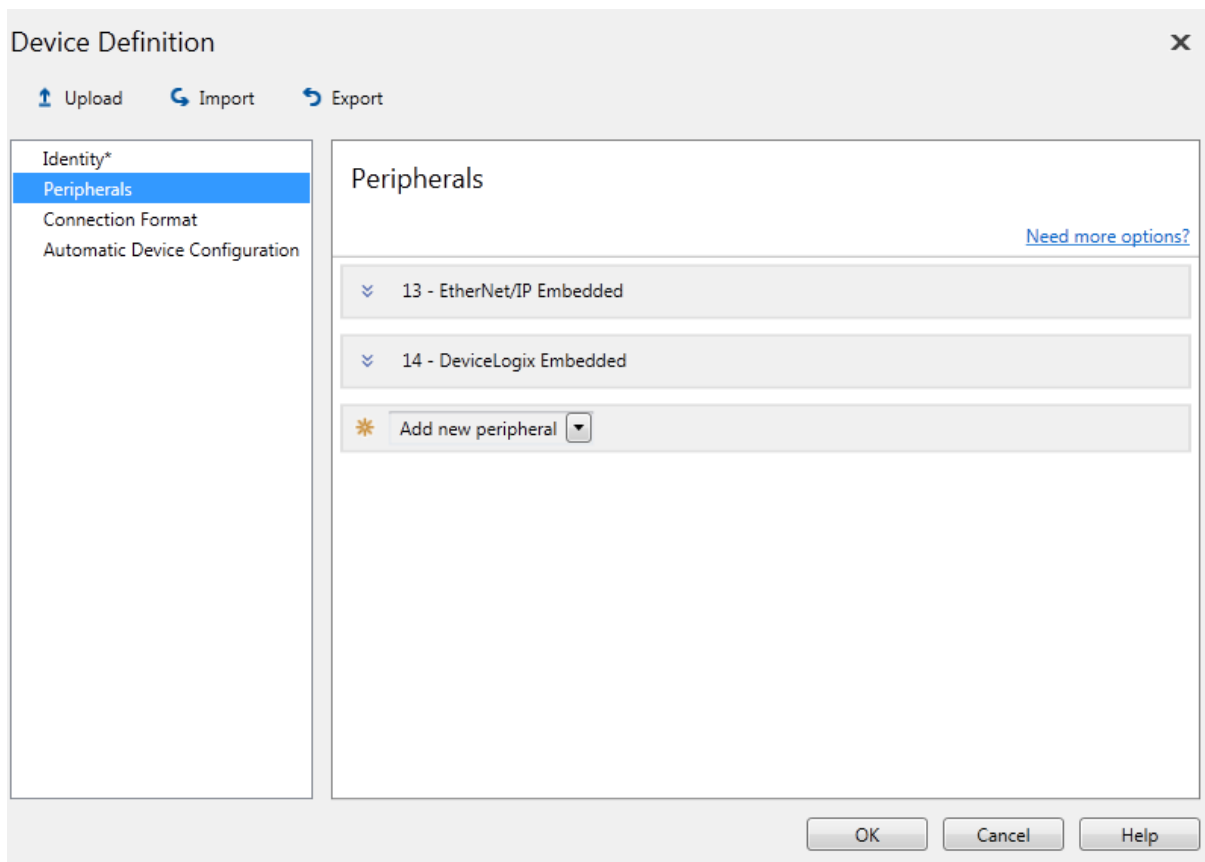 Device Definition
Upload Import Export
Identity*
Peripherals
Connection Format
Automatic Device Configuration
Peripherals
Need more options?
13 - EtherNet/IP Embedded
14 - DeviceLogix Embedded
Add new peripheral
OK Cancel Help